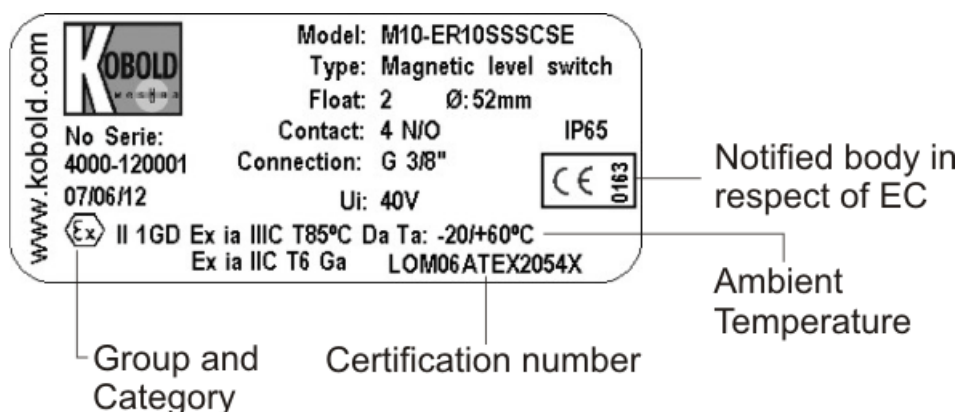 www.kobold.com
KOBOLD
MESURA
No Serie:
4000-120001
07/06/12
Model: M10-ER10SSSCSE
Type: Magnetic level switch
Float: 2 Ø:52mm
Contact: 4 N/O
Connection: G 3/8"
Ui: 40V
IP65
CE 0163
Ex II 1GD Ex ia IIIC T85ºC Da Ta: -20/+60ºC
Ex ia IIC T6 Ga LOM06ATEX2054X
Notified body in
respect of EC
Ambient
Temperature
Certification number
Group and
Category